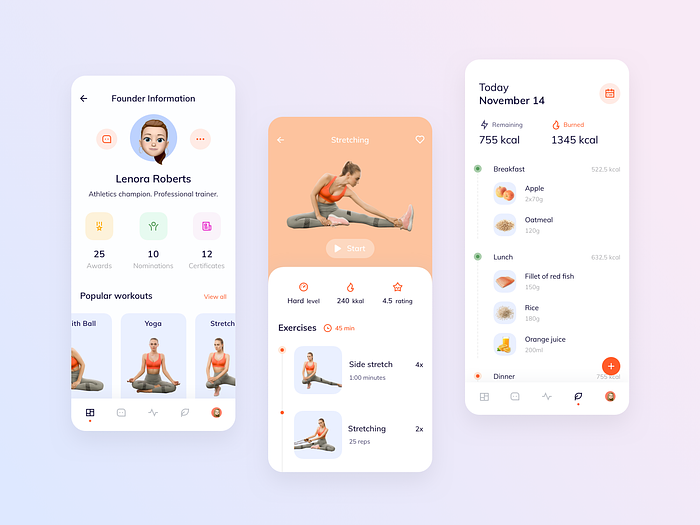 Founder Information
Lenora Roberts
Athletics champion. Professional trainer.
25
Awards
10
Nominations
12
Certificates
Popular workouts
View all
ith Ball
Yoga
Stretch
Stretching
Start
Hard level
240 kkal
4.5 rating
Exercises
45 min
Side stretch
4x
1:00 minutes
Stretching
2x
25 reps
Today
November 14
Remaining
755 kcal
Burned
1345 kcal
Breakfast
522.5 kcal
Apple
2x70g
Oatmeal
120g
Lunch
632.5 kcal
Fillet of red fish
150g
Rice
180g
Orange juice
200ml
Dinner
755 kcal